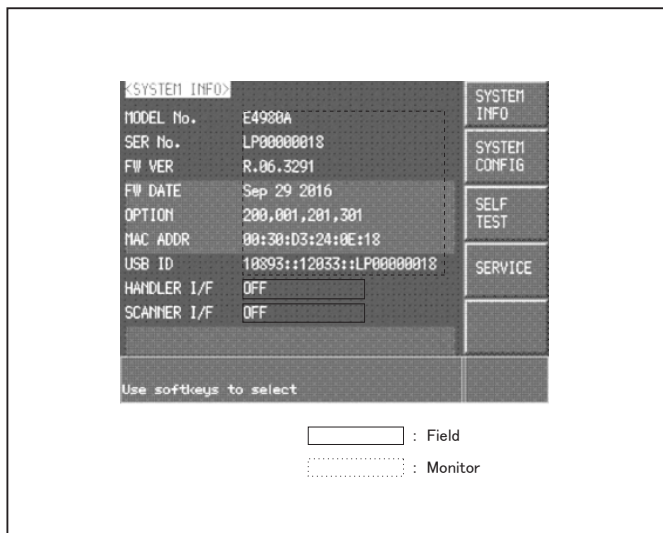 <SYSTEM INFO>
MODEL No. E4980A
SER No. LP00000018
FW VER R.06.3291
FW DATE Sep 29 2016
OPTION 200,001,201,301
MAC ADDR 00:30:D3:24:0E:18
USB ID 10893::12033::LP00000018
HANDLER I/F OFF
SCANNER I/F OFF
Use softkeys to select
SYSTEM
INFO
SYSTEM
CONFIG
SELF
TEST
SERVICE
: Field
: Monitor